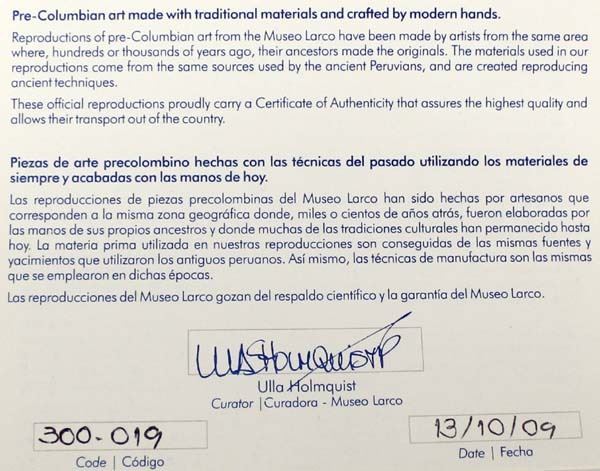 Pre-Columbian art made with traditional materials and crafted by modern hands.
Reproductions of pre-Columbian art from the Museo Larco have been made by artists from the same area
where, hundreds or thousands of years ago, their ancestors made the originals. The materials used in our
reproductions come from the same sources used by the ancient Peruvians, and are created reproducing
ancient techniques.
These official reproductions proudly carry a Certificate of Authenticity that assures the highest quality and
allows their transport out of the country.
Piezas de arte precolombino hechas con las técnicas del pasado utilizando los materiales de
siempre y acabadas con las manos de hoy.
Las reproducciones de piezas precolombinas del Museo Larco han sido hechas por artesanos que
corresponden a la misma zona geográfica donde, miles o cientos de años atrás, fueron elaboradas por
las manos de sus propios ancestros y donde muchas de las tradiciones culturales han permanecido hasta
hoy. La materia prima utilizada en nuestras reproducciones son conseguidas de las mismas fuentes y
yacimientos que utilizaron los antiguos peruanos. Así mismo, las técnicas de manufactura son las mismas
que se emplearon en dichas épocas.
Las reproducciones del Museo Larco gozan del respaldo científico y la garantía del Museo Larco.
Ulla Holmquist
Curator | Curadora - Museo Larco
300-019
13/10/09
Code | Código
Date | Fecha